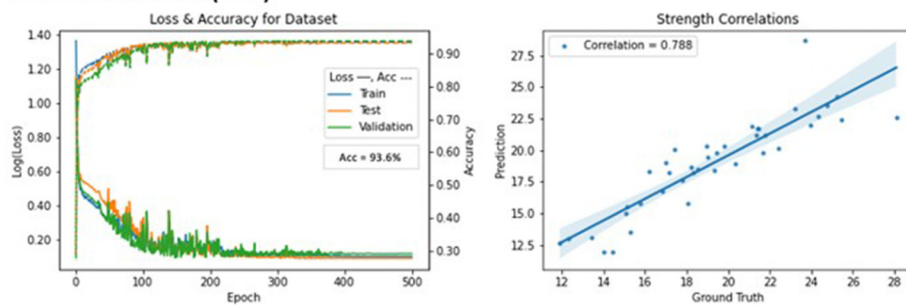 Loss & Accuracy for Dataset
1.40
1.20
1.00
0.80
0.60
0.40
0.20
Log(Loss)
0.90
0.80
0.70
0.60
0.50
0.40
0.30
Accuracy
Loss —, Acc ---
Train
Test
Validation
Acc = 93.6%
0
100
200
300
400
500
Epoch
Strength Correlations
Correlation = 0.788
27.5
25.0
22.5
20.0
17.5
15.0
12.5
Prediction
12
14
16
18
20
22
24
26
28
Ground Truth